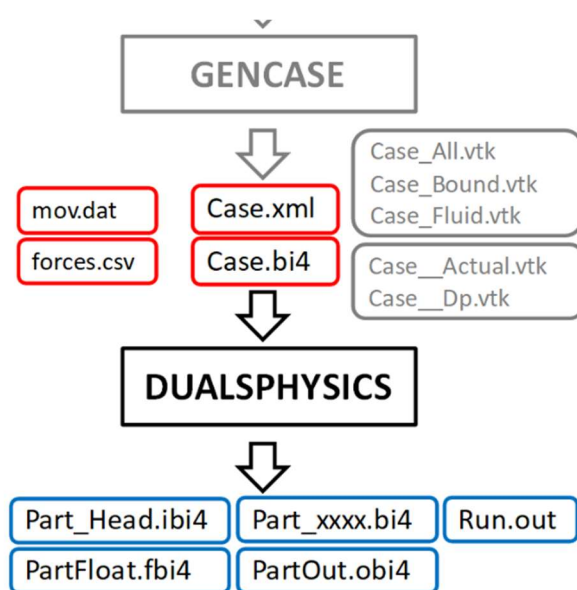 GENCASE
Case_All.vtk
Case_Bound.vtk
Case_Fluid.vtk
mov.dat
Case.xml
forces.csv
Case.bi4
Case__Actual.vtk
Case__Dp.vtk
DUALSPHYSICS
Part_Head.ibi4
Part_xxxx.bi4
Run.out
PartFloat.fbi4
PartOut.obi4